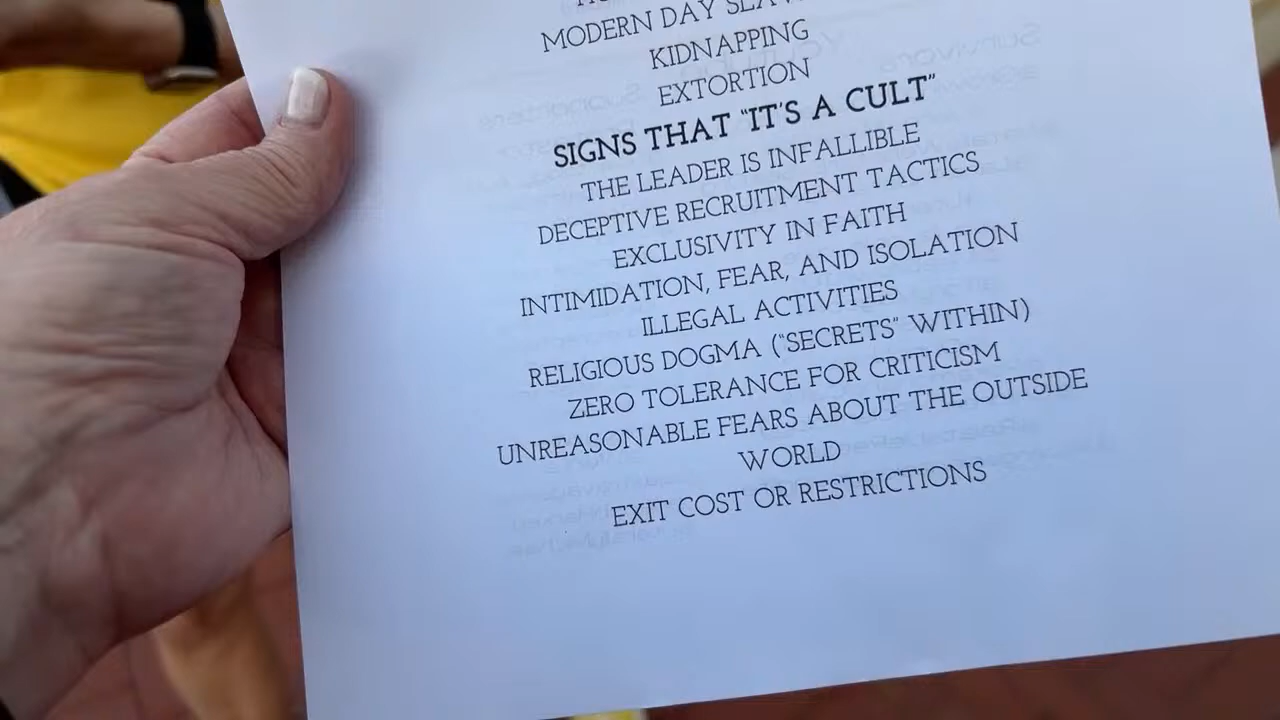 MODERN DAY
KIDNAPPING
EXTORTION
SIGNS THAT "IT'S A CULT"
THE LEADER IS INFALLIBLE
DECEPTIVE RECRUITMENT TACTICS
EXCLUSIVITY IN FAITH
INTIMIDATION, FEAR, AND ISOLATION
ILLEGAL ACTIVITIES
RELIGIOUS DOGMA ("SECRETS" WITHIN)
ZERO TOLERANCE FOR CRITICISM
UNREASONABLE FEARS ABOUT THE OUTSIDE
WORLD
EXIT COST OR RESTRICTIONS